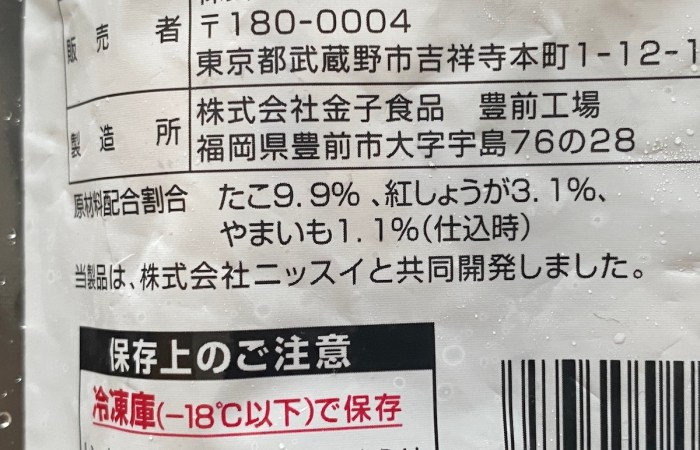 販売者
〒180-0004
東京都武蔵野市吉祥寺本町1-12-1
製造所
株式会社金子食品 豊前工場
福岡県豊前市大字宇島76の28
原材料配合割合 たこ9.9%、紅しょうが3.1%、
やまいも1.1%(仕込時)
当製品は、株式会社ニッスイと共同開発しました。
保存上のご注意
冷凍庫(-18℃以下)で保存